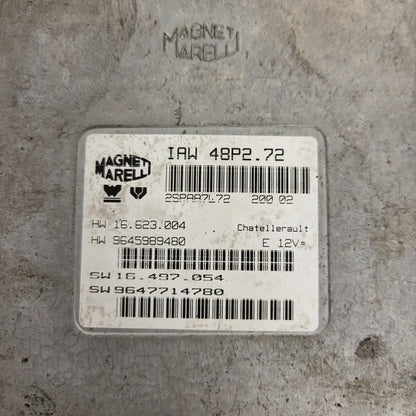 MAGNETI
MARELLI
IAW 48P2.72
MAGNETI
MARELLI
2SPAA7L72 200 02
HW 16.623.004 Chatellerault
HW 9645989480 E 12V=
SW 16.497.054
SW 9647714780